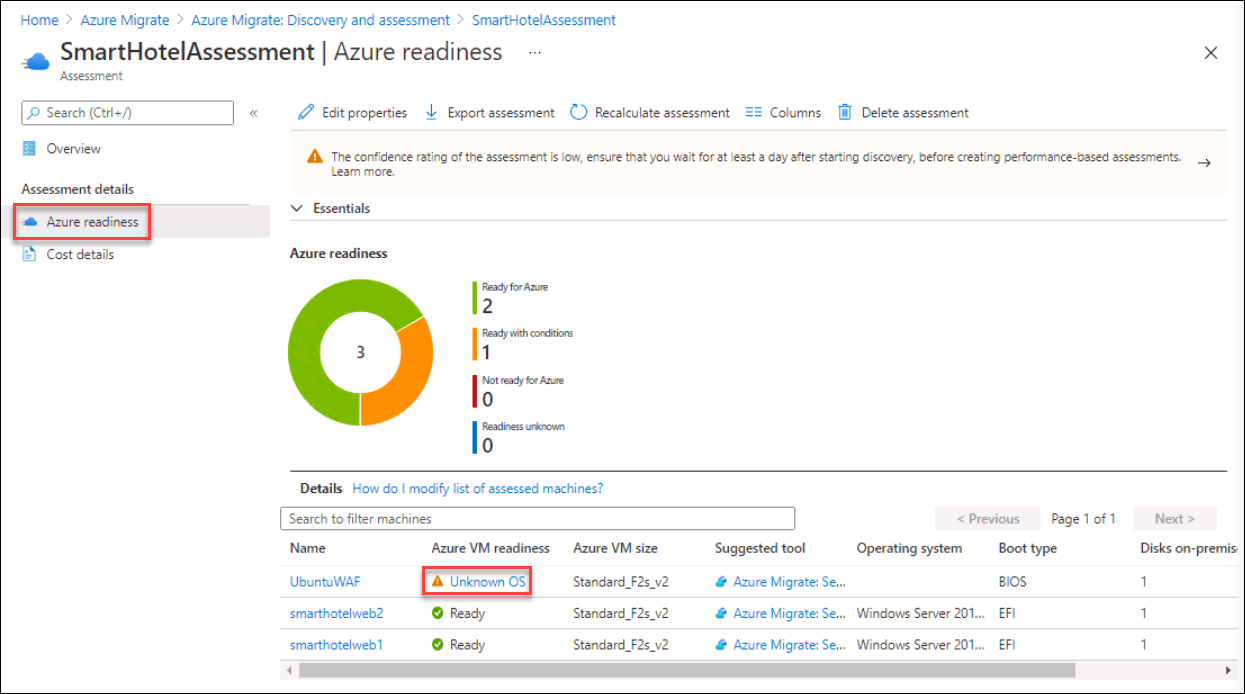 Home > Azure Migrate > Azure Migrate: Discovery and assessment > SmartHotelAssessment
SmartHotelAssessment | Azure readiness ...
Assessment
Search (Ctrl+/)
«
Edit properties
Export assessment
Recalculate assessment
Columns
Delete assessment
Overview
Assessment details
Azure readiness
Cost details
The confidence rating of the assessment is low, ensure that you wait for at least a day after starting discovery, before creating performance-based assessments.
Learn more.
Essentials
Azure readiness
3
Ready for Azure
2
Ready with conditions
1
Not ready for Azure
0
Readiness unknown
0
Details How do I modify list of assessed machines?
Search to filter machines
< Previous Page 1 of 1 Next >
Name Azure VM readiness Azure VM size Suggested tool Operating system Boot type Disks on-premis
UbuntuWAF Unknown OS Standard_F2s_v2 Azure Migrate: Se... BIOS 1
smarthotelweb2 Ready Standard_F2s_v2 Azure Migrate: Se... Windows Server 201... EFI 1
smarthotelweb1 Ready Standard_F2s_v2 Azure Migrate: Se... Windows Server 201... EFI 1